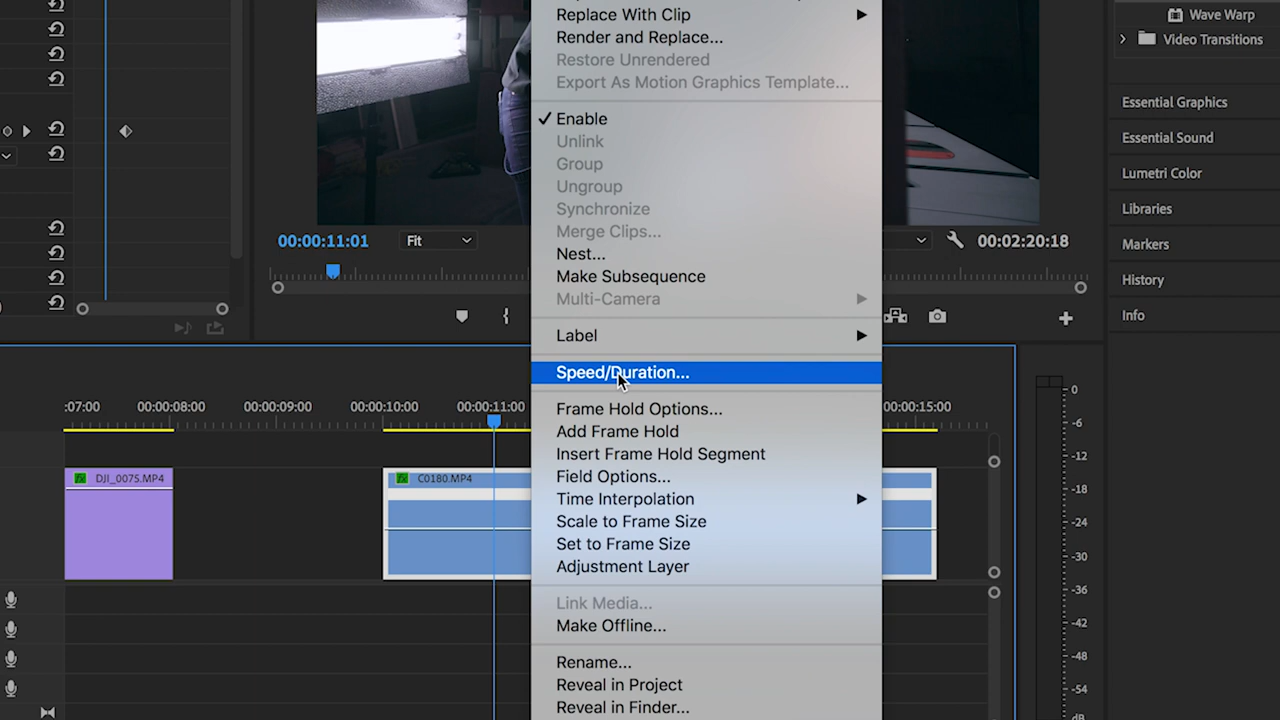 Replace With Clip
Render and Replace...
Restore Unrendered
Export As Motion Graphics Template...
Enable
Unlink
Group
Ungroup
Synchronize
Merge Clips...
Nest...
Make Subsequence
Multi-Camera
Label
Speed/Duration...
Frame Hold Options...
Add Frame Hold
Insert Frame Hold Segment
Field Options...
Time Interpolation
Scale to Frame Size
Set to Frame Size
Adjustment Layer
Link Media...
Make Offline...
Rename...
Reveal in Project
Reveal in Finder...
00:00:11:01
Fit
00:02:20:18
Wave Warp
Video Transitions
Essential Graphics
Essential Sound
Lumetri Color
Libraries
Markers
History
Info
:07:00
00:00:08:00
00:00:09:00
00:00:10:00
00:00:11:00
00:00:15:00
fx DJI_0075.MP4
fx C0180.MP4
0
-6
-12
-18
-24
-30
-36
-42
-48
-54
dB